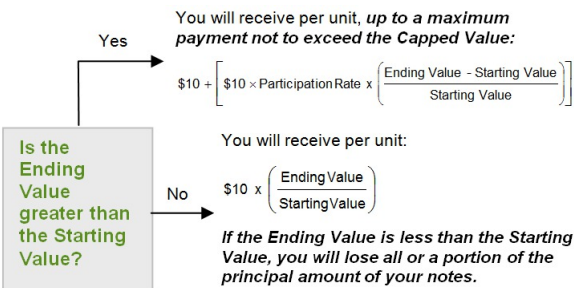 You will receive per unit, up to a maximum
payment not to exceed the Capped Value:
Yes
$10 + [$10 × Participation Rate x (Ending Value - Starting Value
Starting Value)]
Is the
Ending
Value
greater than
the Starting
Value?
You will receive per unit:
No
$10 x (Ending Value
Starting Value)
If the Ending Value is less than the Starting
Value, you will lose all or a portion of the
principal amount of your notes.